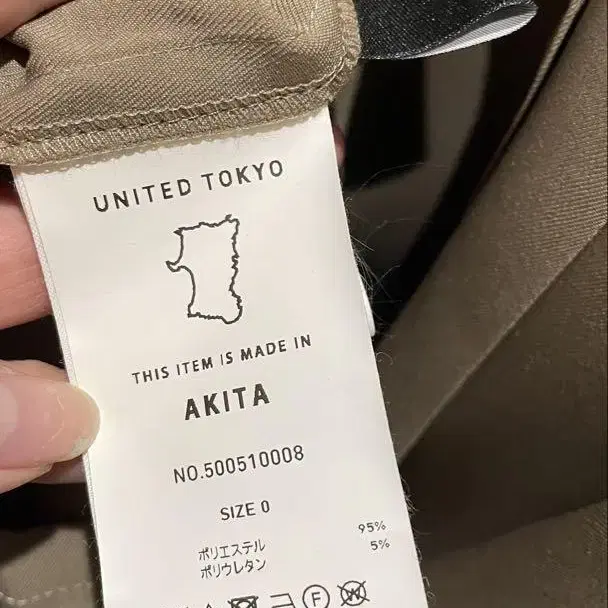 UNITED TOKYO
THIS ITEM IS MADE IN
AKITA
NO.500510008
SIZE 0
ポリエステル 95%
ポリウレタン 5%
F
W